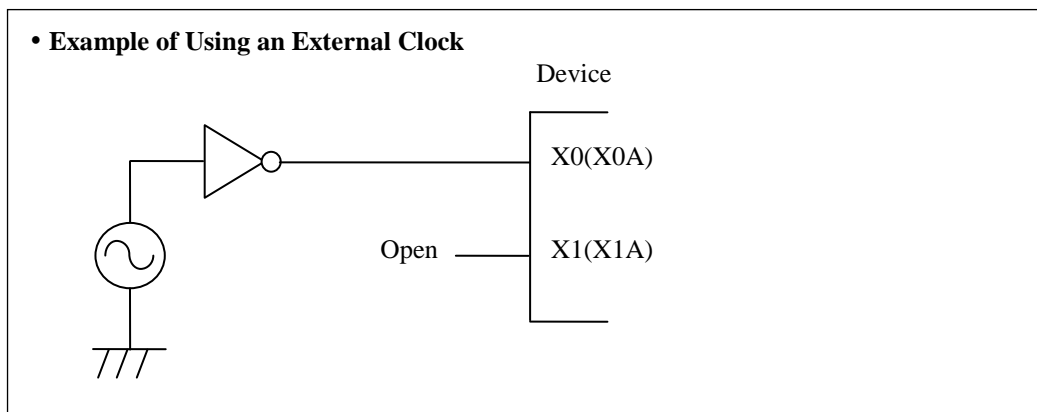 • Example of Using an External Clock
Device
X0(X0A)
Open
X1(X1A)